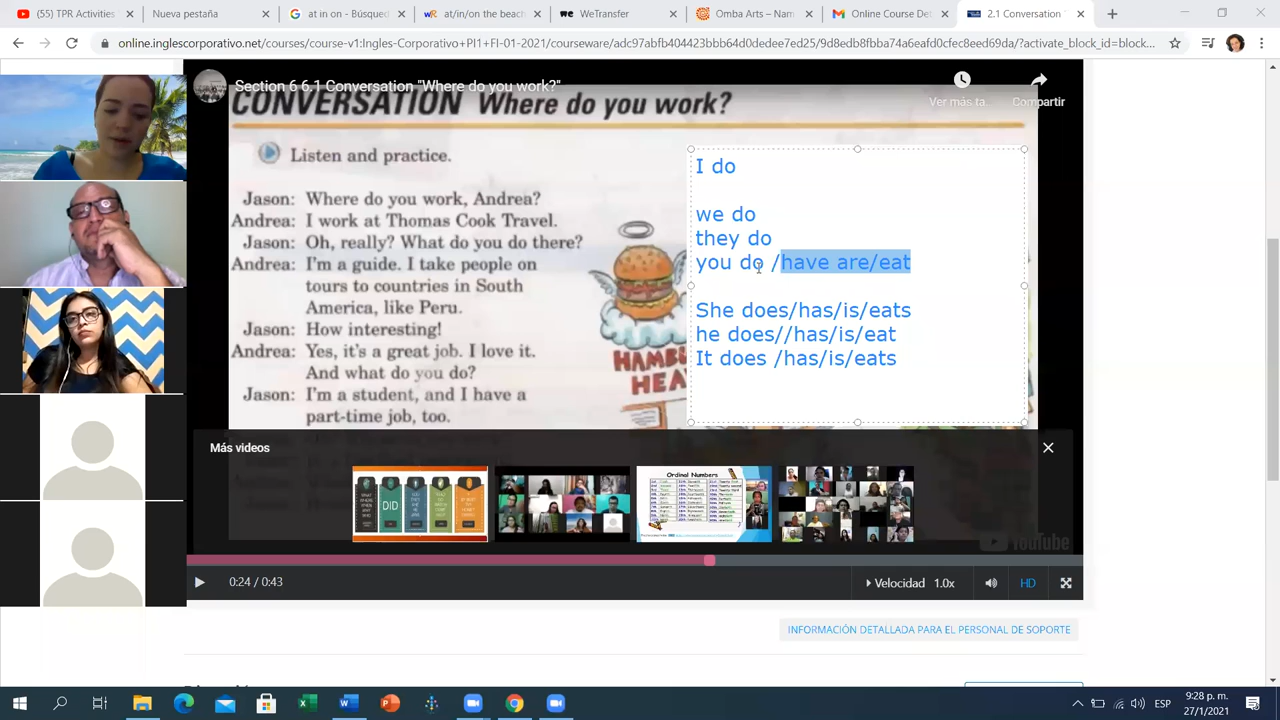 (55) TPR Activities
Nueva pestaña
at in on - Búsqued
at/in/on the beach
WeTransfer
Omba Arts – Namo
Online Course Det
2.1 Conversation
online.inglescorporativo.net/courses/course-v1:Ingles-Corporativo+PI1+FI-01-2021/courseware/adc97abfb404423bbb64d0dedee7ed25/9d8edb8fbba74a6eafd0cfec8eed69da/?activate_block_id=block...
Section 6 6.1 Conversation "Where do you work?"
Ver más ta...
Compartir
CONVERSATION Where do you work?
Listen and practice.
Jason: Where do you work, Andrea?
Andrea: I work at Thomas Cook Travel.
Jason: Oh, really? What do you do there?
Andrea: I'm a guide. I take people on
tours to countries in South
America, like Peru.
Jason: How interesting!
Andrea: Yes, it's a great job. I love it.
And what do you do?
Jason: I'm a student, and I have a
part-time job, too.
HAMB
HEA
I do
we do
they do
you do /have are/eat
She does/has/is/eats
he does//has/is/eat
It does /has/is/eats
Más videos
DID
Ordinal Numbers
YouTube
0:24 / 0:43
Velocidad 1.0x
HD
INFORMACIÓN DETALLADA PARA EL PERSONAL DE SOPORTE
ESP
9:28 p. m.
27/1/2021